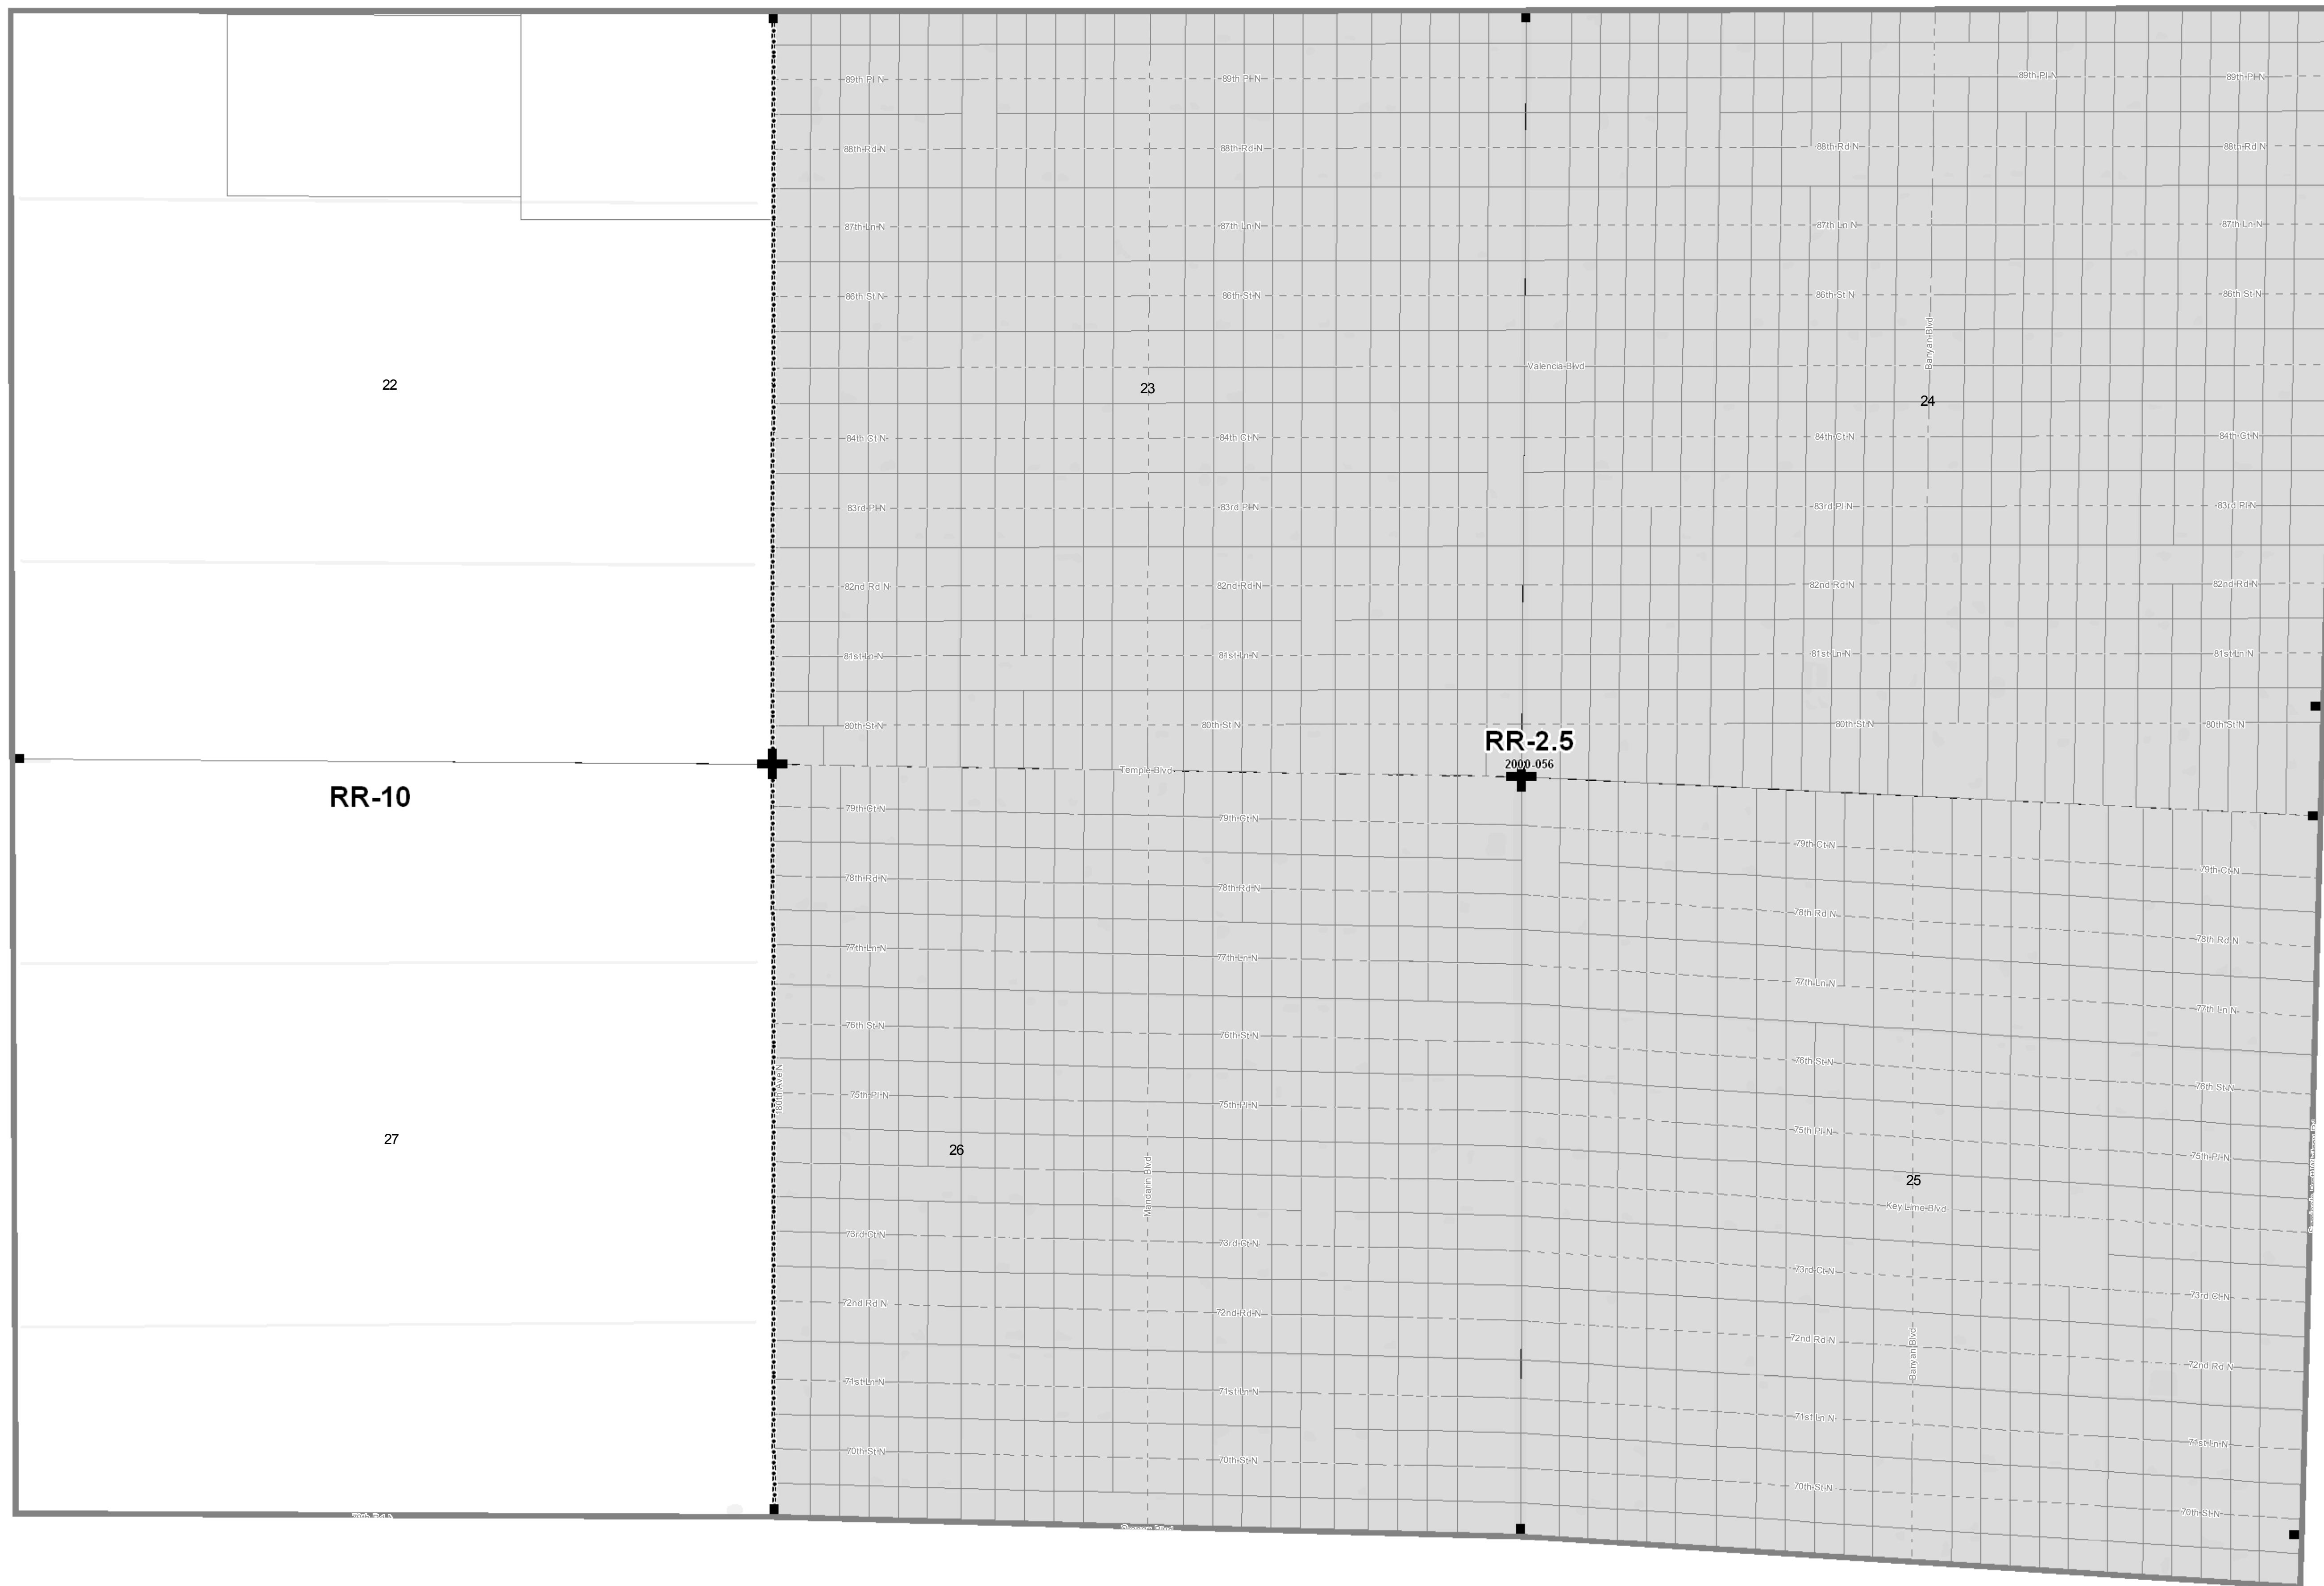 89th Pl N
89th Pl N
89th Pl N
89th Pl N
88th Rd N
88th Rd N
88th Rd N
88th Rd N
87th Ln N
87th Ln N
87th Ln N
87th Ln N
86th St N
86th St N
86th St N
86th St N
Banyan Blvd
Valencia Blvd
22
23
24
84th Ct N
84th Ct N
84th Ct N
84th Ct N
83rd Pl N
83rd Pl N
83rd Pl N
83rd Pl N
82nd Rd N
82nd Rd N
82nd Rd N
82nd Rd N
81st Ln N
81st Ln N
81st Ln N
81st Ln N
80th St N
80th St N
80th St N
80th St N
RR-2.5
2000-056
Temple Blvd
RR-10
79th Ct N
79th Ct N
79th Ct N
79th Ct N
78th Rd N
78th Rd N
78th Rd N
78th Rd N
77th Ln N
77th Ln N
77th Ln N
77th Ln N
76th St N
76th St N
76th St N
76th St N
180th Ave N
75th Pl N
75th Pl N
75th Pl N
75th Pl N
27
26
25
Mandarin Blvd
Key Lime Blvd
73rd Ct N
73rd Ct N
73rd Ct N
73rd Ct N
72nd Rd N
72nd Rd N
72nd Rd N
72nd Rd N
Banyan Blvd
71st Ln N
71st Ln N
71st Ln N
71st Ln N
70th St N
70th St N
70th St N
70th St N